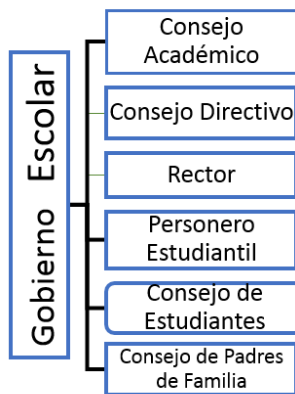 Gobierno Escolar
Consejo
Académico
Consejo Directivo
Rector
Personero
Estudiantil
Consejo de
Estudiantes
Consejo de Padres
de Familia